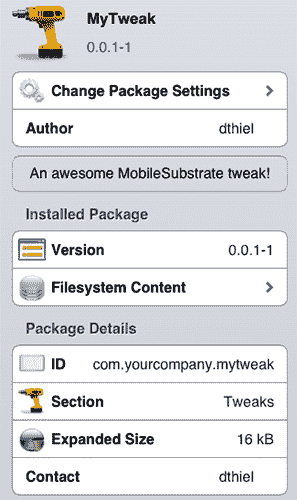 MyTweak
0.0.1-1
Change Package Settings
Author dthiel
An awesome MobileSubstrate tweak!
Installed Package
Version 0.0.1-1
Filesystem Content
Package Details
ID com.yourcompany.mytweak
Section Tweaks
Expanded Size 16 kB
Contact dthiel